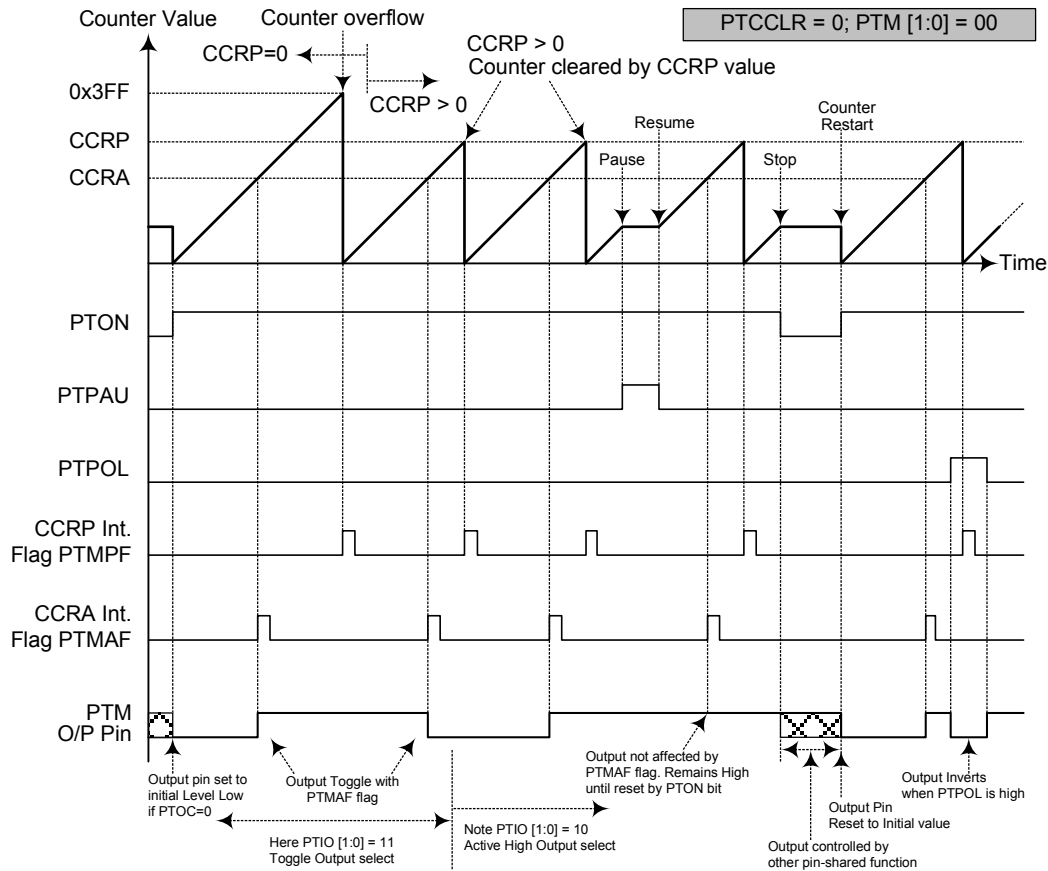 Counter Value
Counter overflow
PTCCLR = 0; PTM [1:0] = 00
CCRP=0
CCRP > 0
CCRP > 0
Counter cleared by CCRP value
0x3FF
CCRP
CCRA
Pause
Resume
Stop
Counter
Restart
Time
PTON
PTPAU
PTPOL
CCRP Int.
Flag PTMPF
CCRA Int.
Flag PTMAF
PTM
O/P Pin
Output pin set to
initial Level Low
if PTOC=0
Output Toggle with
PTMAF flag
Output not affected by
PTMAF flag. Remains High
until reset by PTON bit
Output Inverts
when PTPOL is high
Output Pin
Reset to Initial value
Here PTIO [1:0] = 11
Toggle Output select
Note PTIO [1:0] = 10
Active High Output select
Output controlled by
other pin-shared function